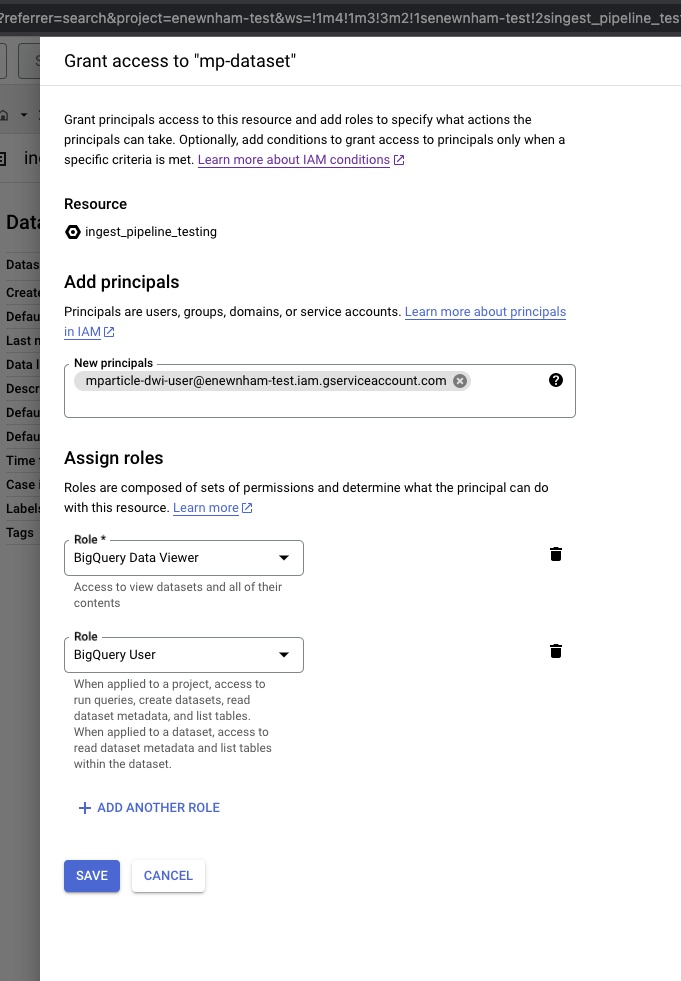 ?referrer=search&project=enewnham-test&ws=!1m4!1m3!3m2!1senewnham-test!2singest_pipeline_tes
Grant access to "mp-dataset"
Grant principals access to this resource and add roles to specify what actions the
principals can take. Optionally, add conditions to grant access to principals only when a
specific criteria is met. Learn more about IAM conditions
Resource
ingest_pipeline_testing
Add principals
Principals are users, groups, domains, or service accounts. Learn more about principals
in IAM
New principals
mparticle-dwi-user@enewnham-test.iam.gserviceaccount.com
Assign roles
Roles are composed of sets of permissions and determine what the principal can do
with this resource. Learn more
Role *
BigQuery Data Viewer
Access to view datasets and all of their
contents
Role
BigQuery User
When applied to a project, access to
run queries, create datasets, read
dataset metadata, and list tables.
When applied to a dataset, access to
read dataset metadata and list tables
within the dataset.
ADD ANOTHER ROLE
SAVE
CANCEL
S
in
Data
Datas
Create
Defau
Last n
Data l
Descr
Defau
Defau
Time
Case i
Labels
Tags